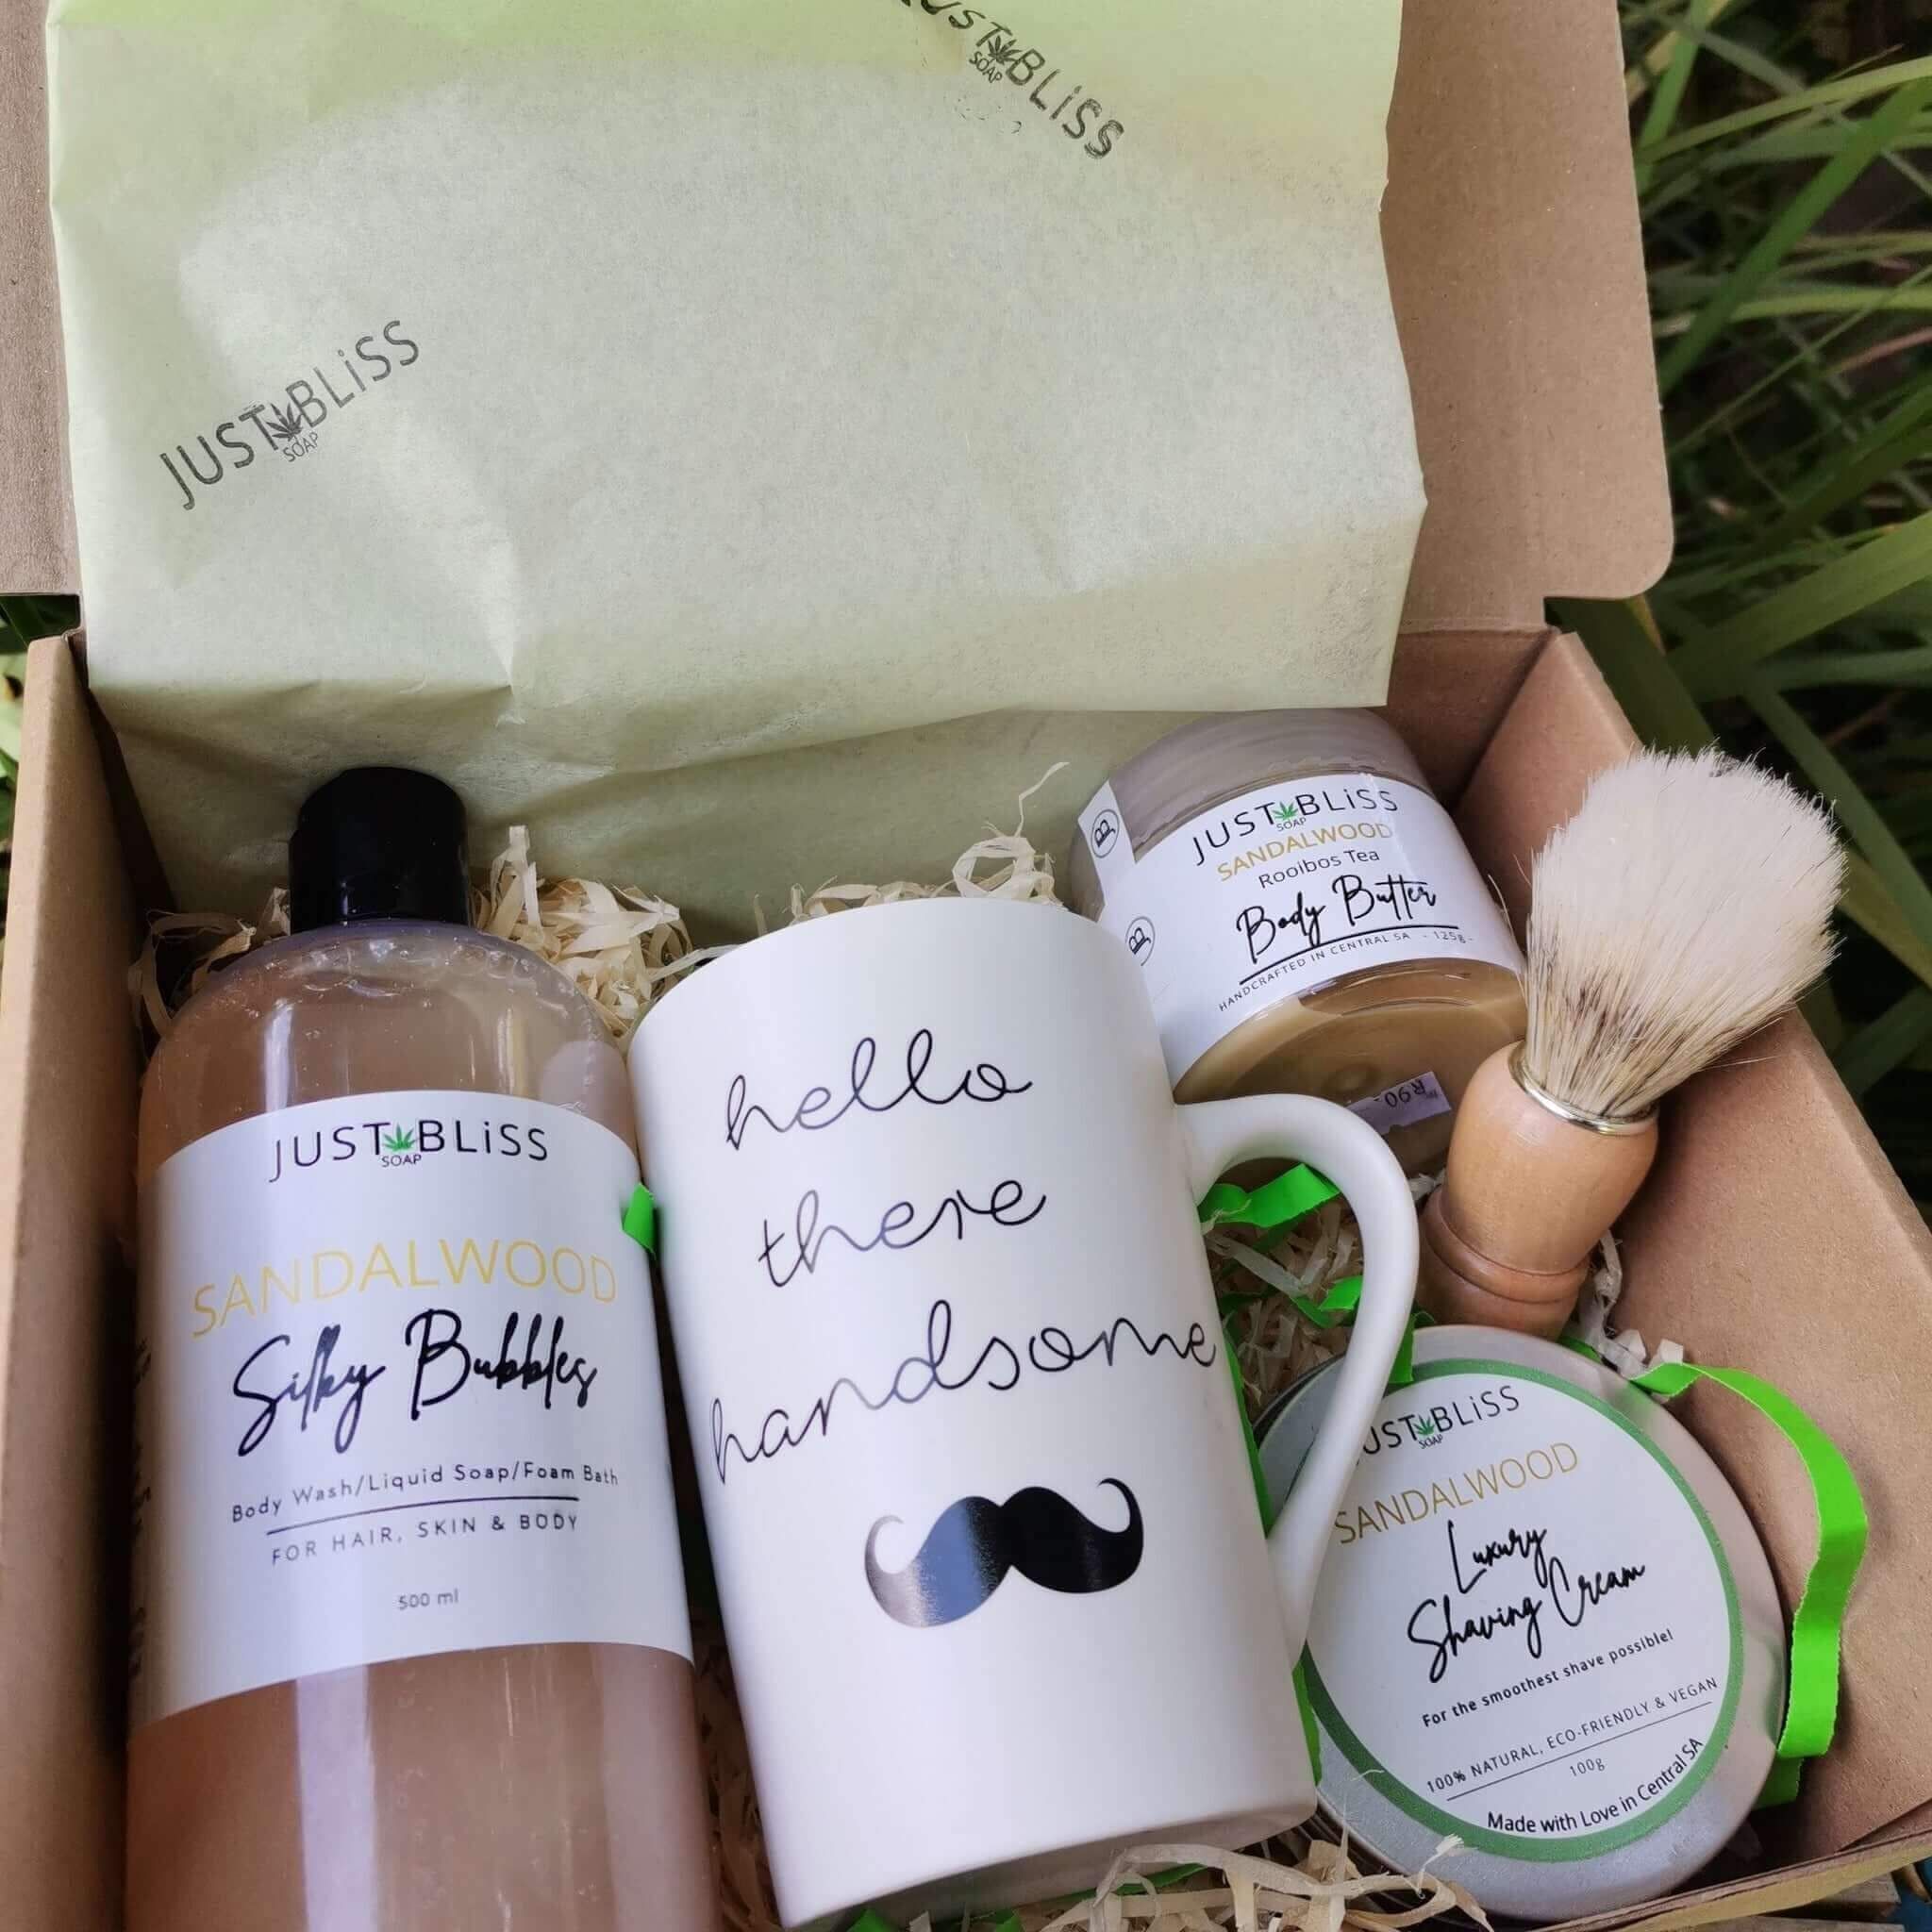 JUST BLiSS
SOAP
JUST BLiSS
SOAP
JUST BLiSS
SOAP
SANDALWOOD
Rooibos Tea
Body Butter
HANDCRAFTED IN CENTRAL SA - 125g-
B
B
R90-
JUST BLiSS
SOAP
SANDALWOOD
Silky Bubbles
Body Wash/Liquid Soap/Foam Bath
FOR HAIR, SKIN & BODY
500 ml
hello
there
handsome
JUST BLiSS
SOAP
SANDALWOOD
Luxury
Shaving Cream
For the smoothest shave possible!
100% NATURAL, ECO-FRIENDLY & VEGAN
100g
Made with Love in Central SA